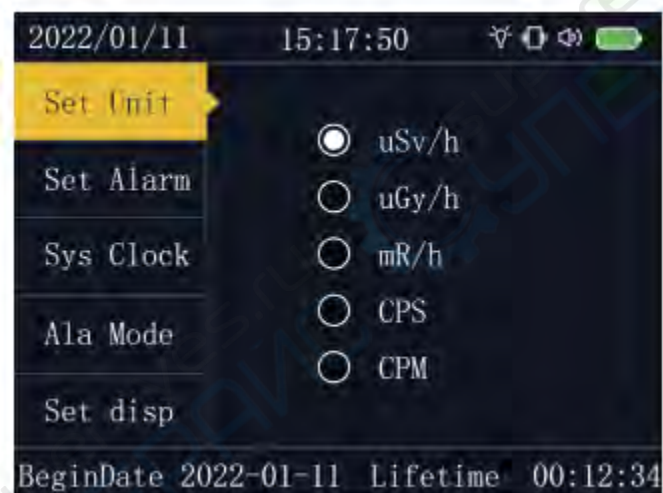 2022/01/11 15:17:50
Set Unit
Set Alarm
Sys Clock
Ala Mode
Set disp
uSv/h
uGy/h
mR/h
CPS
CPM
BeginDate 2022-01-11 Lifetime 00:12:34